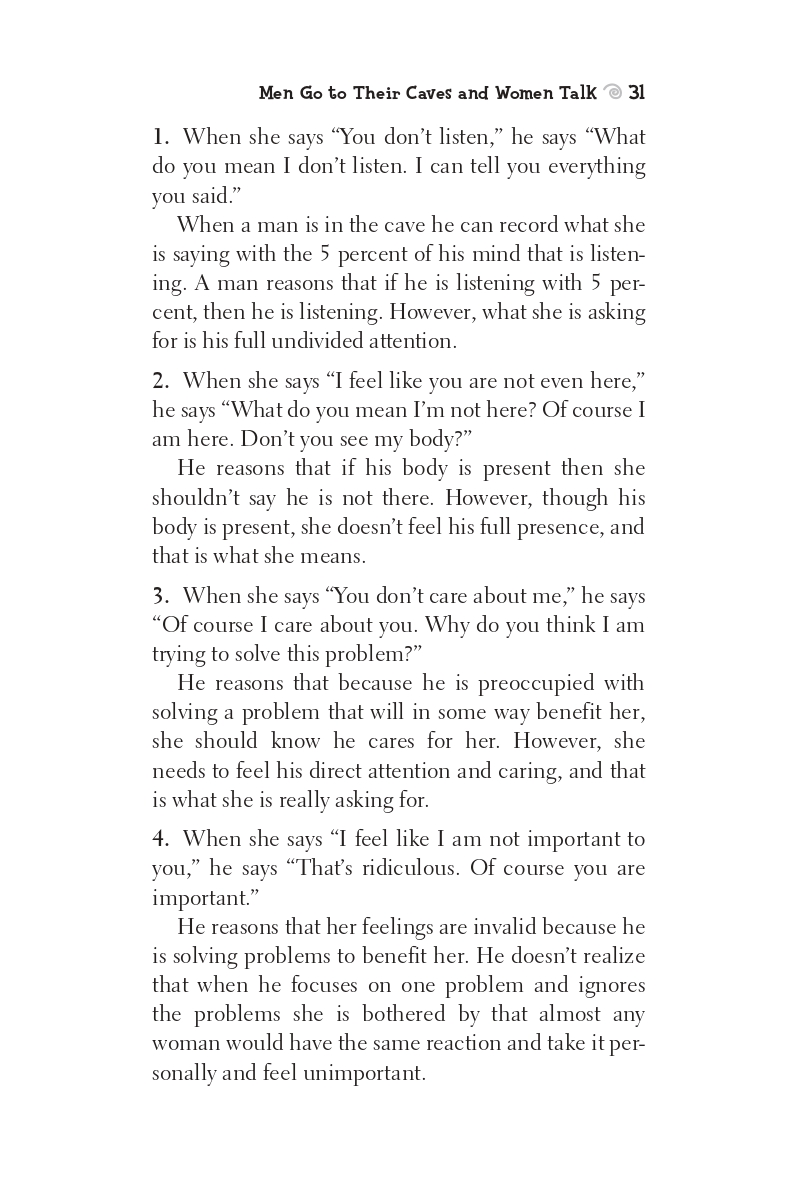 Men Go to Their Caves and Women Talk 31
1. When she says “You don’t listen,” he says “What
do you mean I don’t listen. I can tell you everything
you said.”
When a man is in the cave he can record what she
is saying with the 5 percent of his mind that is listen-
ing. A man reasons that if he is listening with 5 per-
cent, then he is listening. However, what she is asking
for is his full undivided attention.
2. When she says “I feel like you are not even here,”
he says “What do you mean I’m not here? Of course I
am here. Don’t you see my body?”
He reasons that if his body is present then she
shouldn’t say he is not there. However, though his
body is present, she doesn’t feel his full presence, and
that is what she means.
3. When she says “You don’t care about me,” he says
“Of course I care about you. Why do you think I am
trying to solve this problem?”
He reasons that because he is preoccupied with
solving a problem that will in some way benefit her,
she should know he cares for her. However, she
needs to feel his direct attention and caring, and that
is what she is really asking for.
4. When she says “I feel like I am not important to
you,” he says “That’s ridiculous. Of course you are
important.”
He reasons that her feelings are invalid because he
is solving problems to benefit her. He doesn’t realize
that when he focuses on one problem and ignores
the problems she is bothered by that almost any
woman would have the same reaction and take it per-
sonally and feel unimportant.